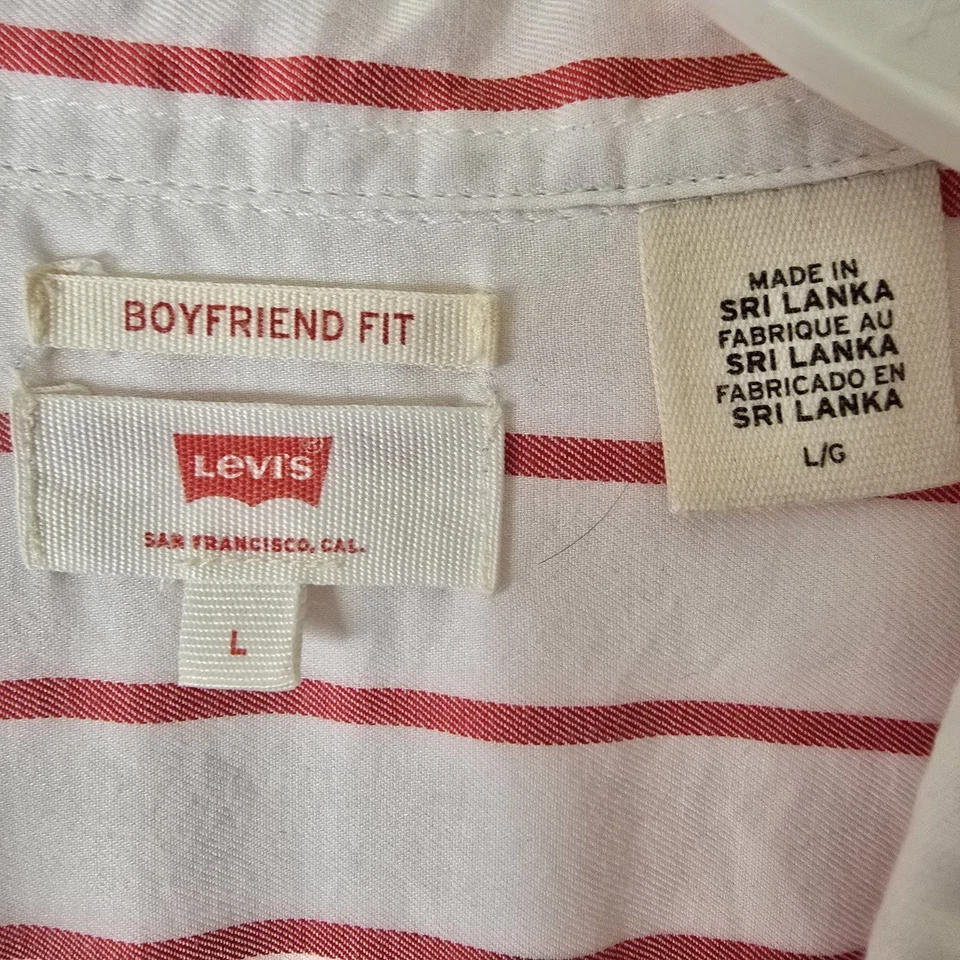 BOYFRIEND FIT
LEVI'S
®
SAN FRANCISCO, CAL.
L
MADE IN
SRI LANKA
FABRIQUE AU
SRI LANKA
FABRICADO EN
SRI LANKA
L/G